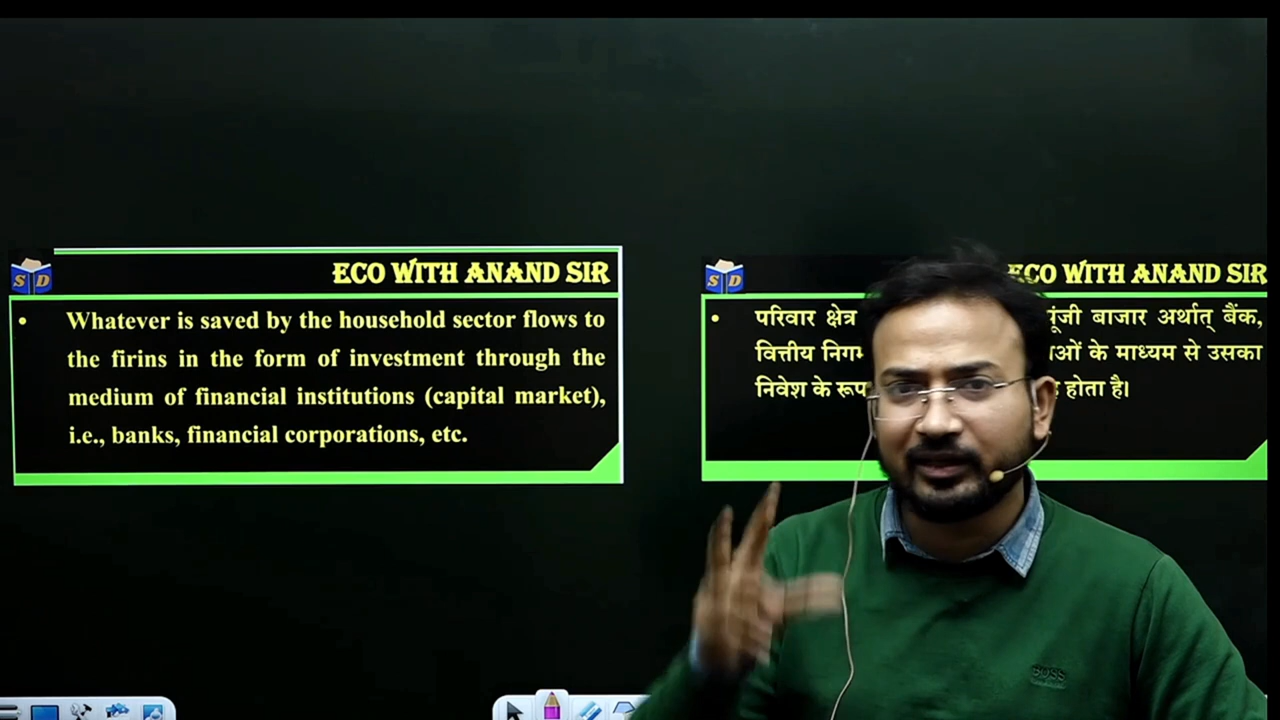 S D
ECO WITH ANAND SIR
• Whatever is saved by the household sector flows to
the firins in the form of investment through the
medium of financial institutions (capital market),
i.e., banks, financial corporations, etc.
S D
ECO WITH ANAND SIR
• परिवार क्षेत्र बाजार अर्थात् बैंक,
वित्तीय के माध्यम से उसका
निवेश के होता है।
BOSS